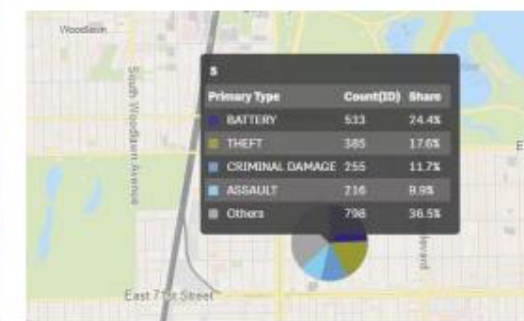 Woodlawn
South Woodlawn Avenue
S
Primary Type Count(ID) Share
BATTERY 533 24.4%
THEFT 385 17.6%
CRIMINAL DAMAGE 255 11.7%
ASSAULT 216 9.9%
Others 798 36.5%
E
East 71st Street